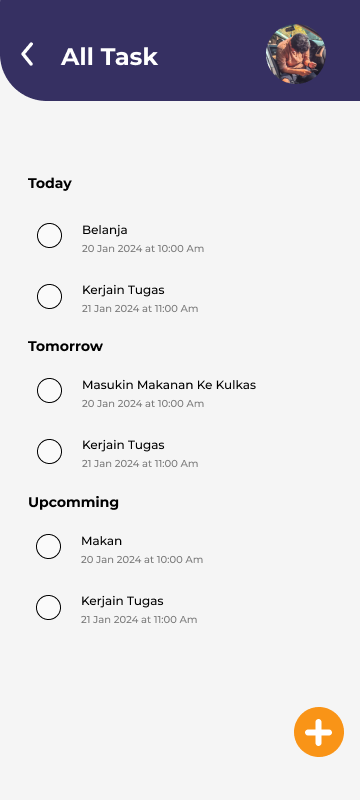 All Task
Today
Belanja
20 Jan 2024 at 10:00 Am
Kerjain Tugas
21 Jan 2024 at 11:00 Am
Tomorrow
Masukin Makanan Ke Kulkas
20 Jan 2024 at 10:00 Am
Kerjain Tugas
21 Jan 2024 at 11:00 Am
Upcomming
Makan
20 Jan 2024 at 10:00 Am
Kerjain Tugas
21 Jan 2024 at 11:00 Am